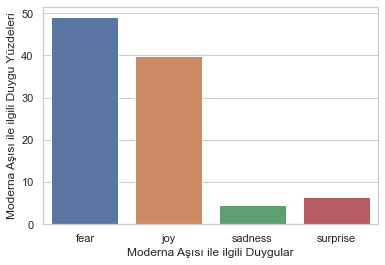 Moderna Aşısı ile ilgili Duygu Yüzdeleri
50
40
30
20
10
0
fear joy sadness surprise
Moderna Aşısı ile ilgili Duygular